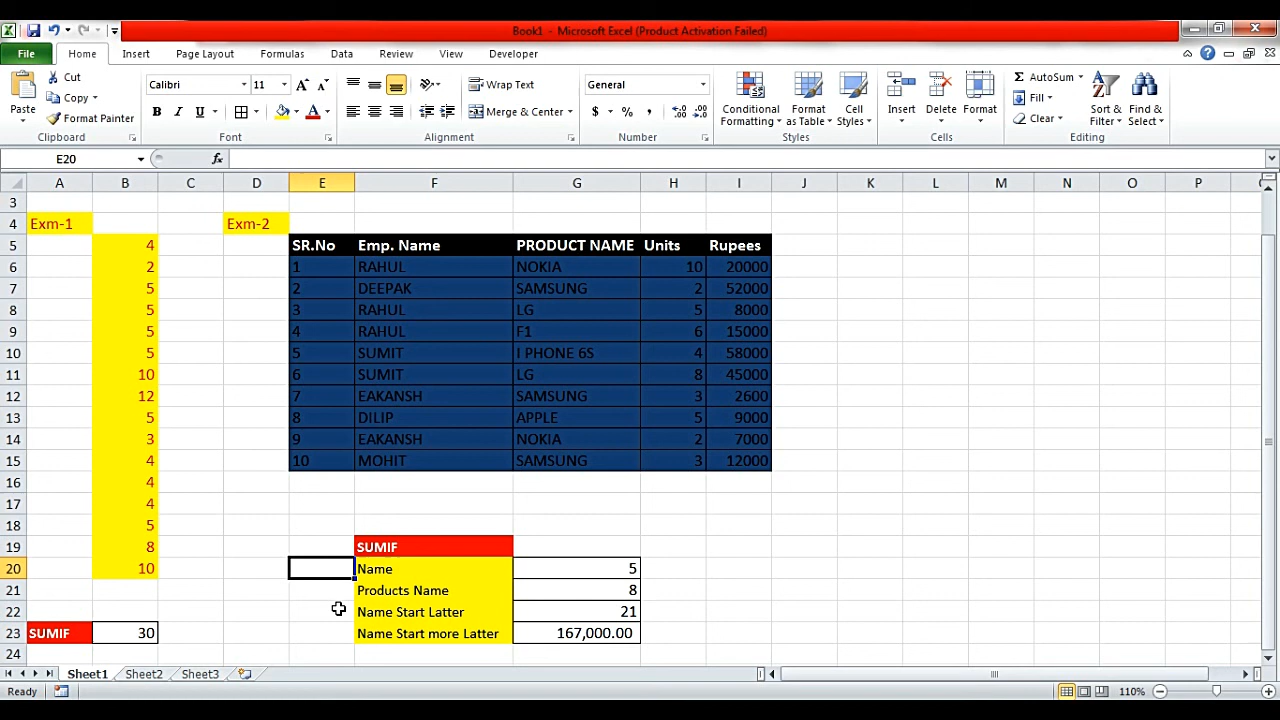 Book1 - Microsoft Excel (Product Activation Failed)
File Home Insert Page Layout Formulas Data Review View Developer
Paste Cut Copy Format Painter Clipboard
Calibri 11 Font
Wrap Text Merge & Center Alignment
General Number
Conditional Formatting Format as Table Cell Styles Styles
Insert Delete Format Cells
AutoSum Fill Clear Sort & Filter Find & Select Editing
E20 fx
A B C D E F G H I J K L M N O P
3
4 Exm-1 Exm-2
5 4 SR.No Emp. Name PRODUCT NAME Units Rupees
6 2 1 RAHUL NOKIA 10 20000
7 5 2 DEEPAK SAMSUNG 2 52000
8 5 3 RAHUL LG 5 8000
9 5 4 RAHUL F1 6 15000
10 5 5 SUMIT I PHONE 6S 4 58000
11 10 6 SUMIT LG 8 45000
12 12 7 EAKANSH SAMSUNG 3 2600
13 5 8 DILIP APPLE 5 9000
14 3 9 EAKANSH NOKIA 2 7000
15 4 10 MOHIT SAMSUNG 3 12000
16 4
17 4
18 5
19 8 SUMIF
20 10 Name 5
21 Products Name 8
22 Name Start Latter 21
23 SUMIF 30 Name Start more Latter 167,000.00
24
Sheet1 Sheet2 Sheet3
Ready 110%